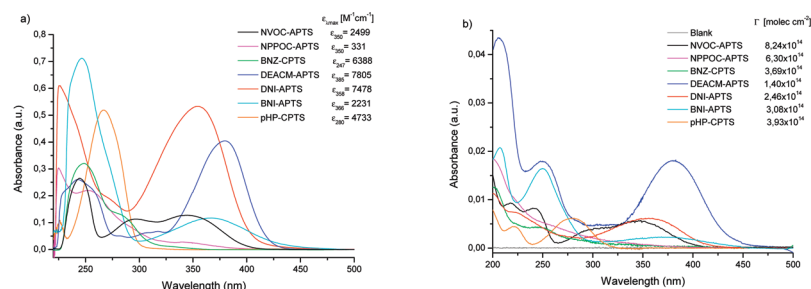 a)
ελmax [M⁻¹cm⁻¹]
NVOC-APTS ε350= 2499
NPPOC-APTS ε350= 331
BNZ-CPTS ε247= 6388
DEACM-APTS ε385= 7805
DNI-APTS ε358= 7478
BNI-APTS ε366= 2231
pHP-CPTS ε280= 4733
Absorbance (a.u.)
0,8
0,7
0,6
0,5
0,4
0,3
0,2
0,1
0,0
250 300 350 400 450 500
Wavelength (nm)
b)
Γ [molec cm⁻²]
Blank
NVOC-APTS 8,24x10¹⁴
NPPOC-APTS 6,30x10¹⁴
BNZ-CPTS 3,69x10¹⁴
DEACM-APTS 1,40x10¹⁴
DNI-APTS 2,46x10¹⁴
BNI-APTS 3,08x10¹⁴
pHP-CPTS 3,93x10¹⁴
Absorbance (a.u.)
0,04
0,03
0,02
0,01
0,00
200 250 300 350 400 450 500
Wavelength (nm)